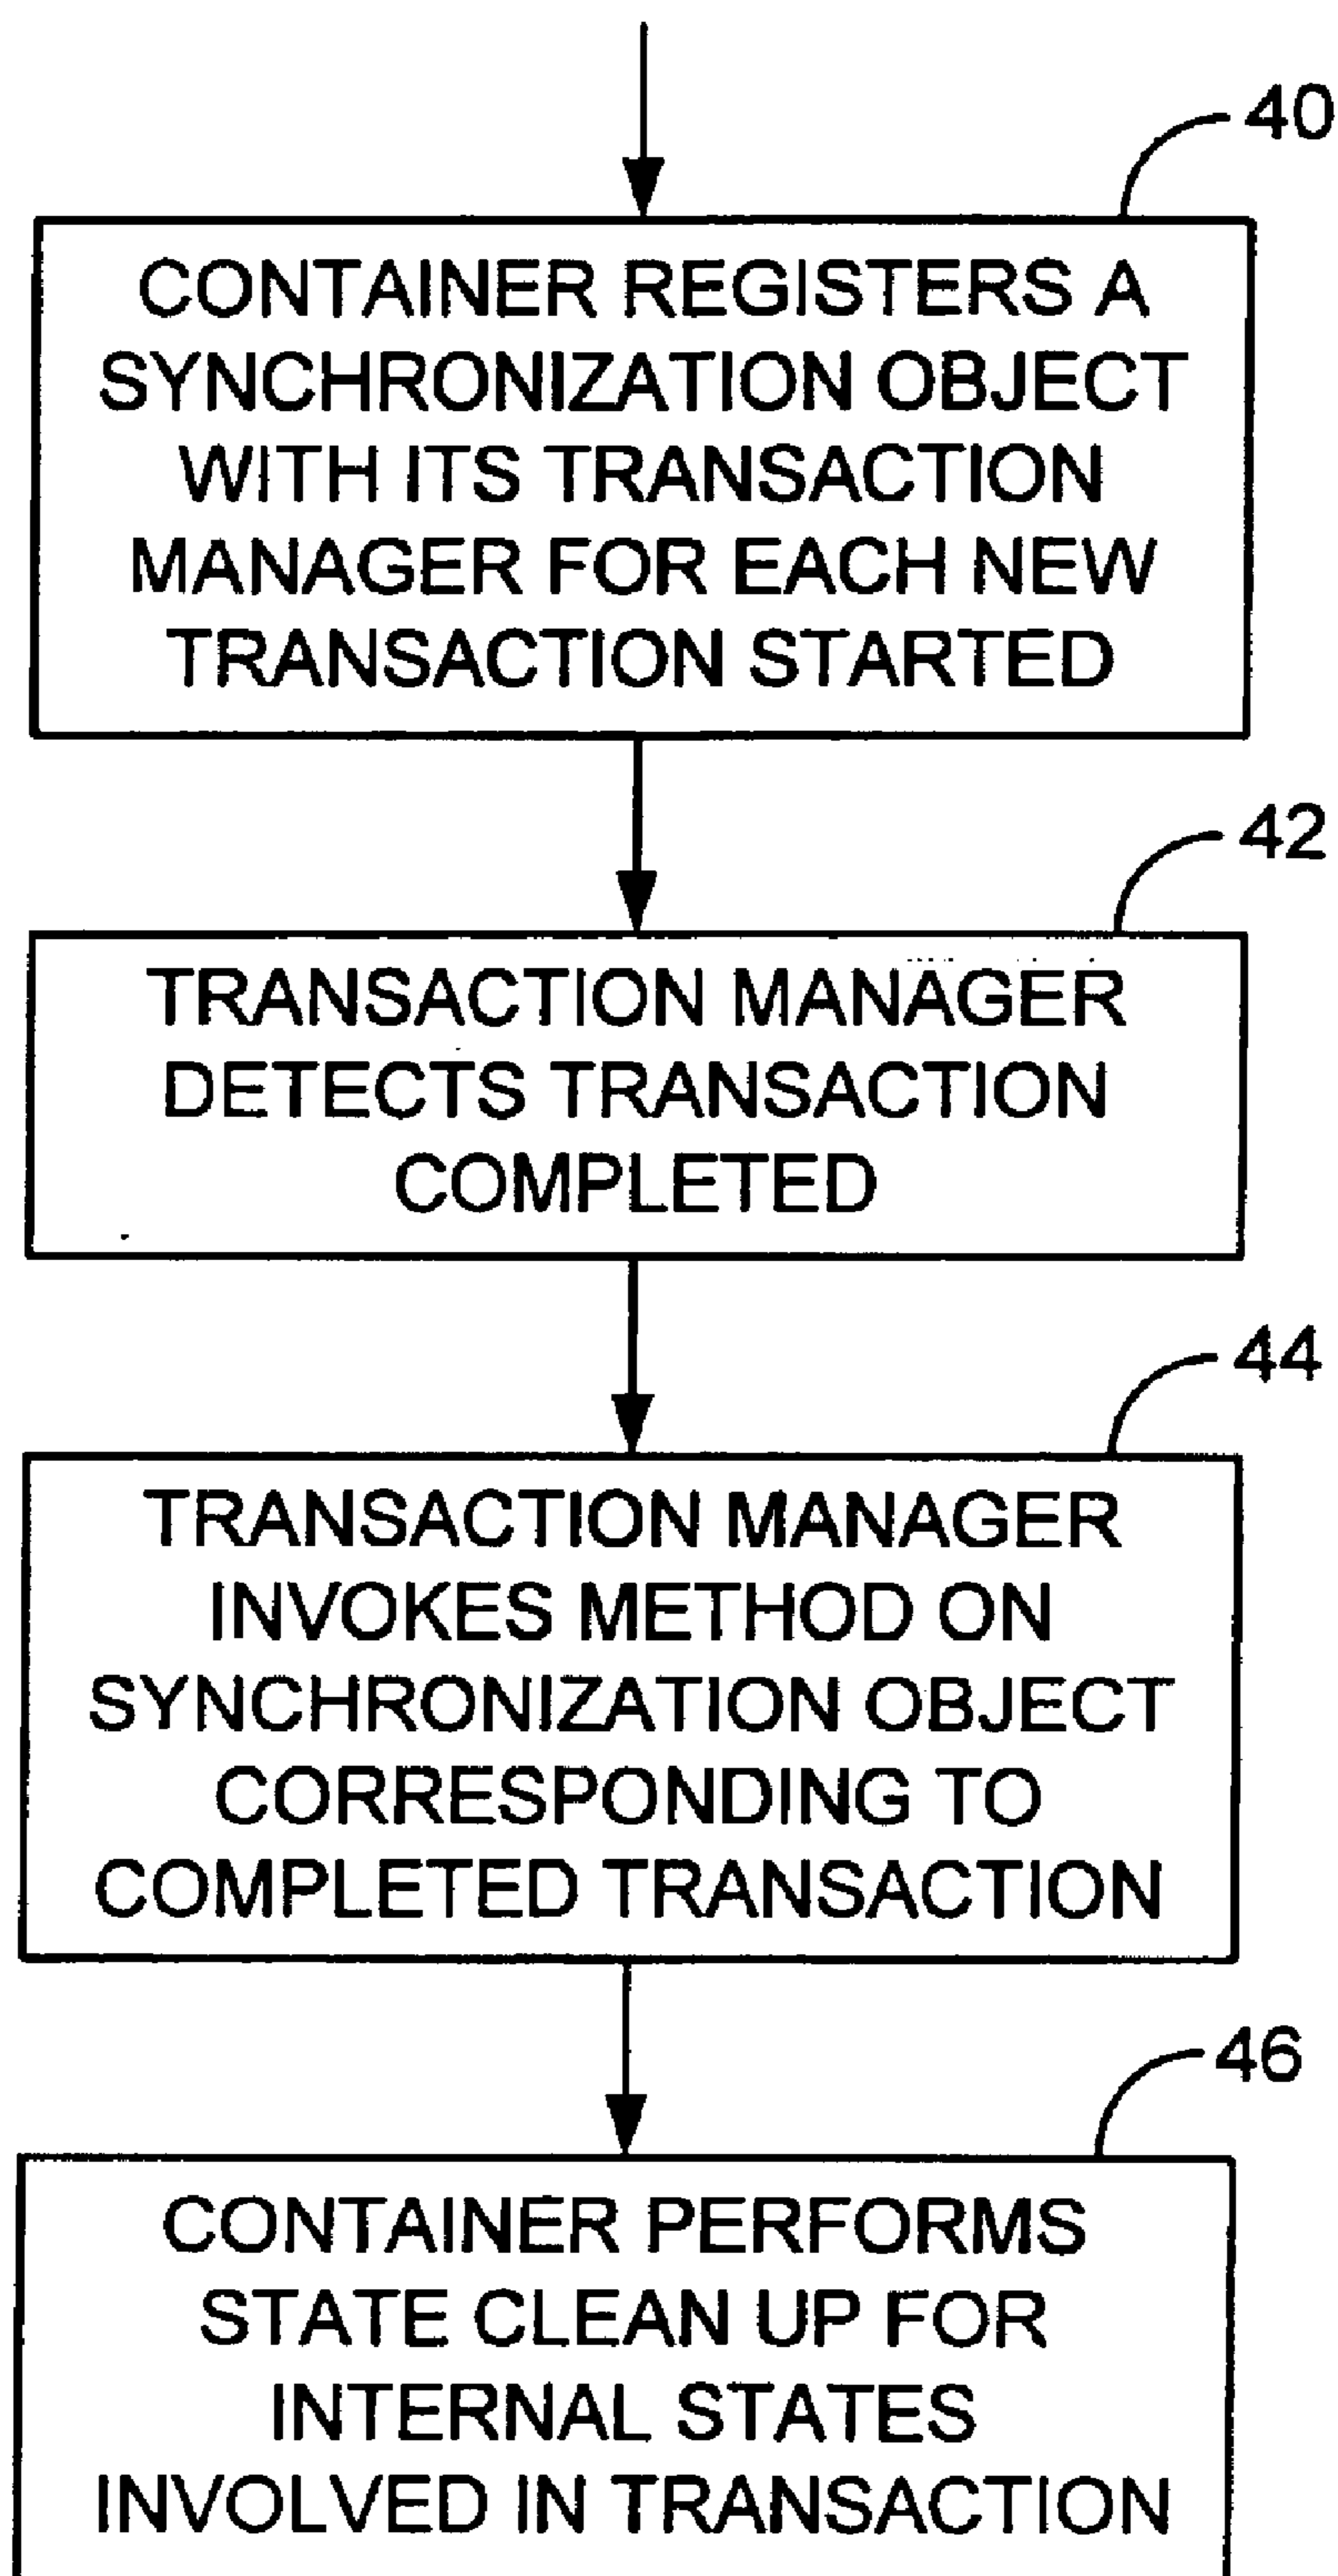 40
CONTAINER REGISTERS A
SYNCHRONIZATION OBJECT
WITH ITS TRANSACTION
MANAGER FOR EACH NEW
TRANSACTION STARTED
42
TRANSACTION MANAGER
DETECTS TRANSACTION
COMPLETED
44
TRANSACTION MANAGER
INVOKES METHOD ON
SYNCHRONIZATION OBJECT
CORRESPONDING TO
COMPLETED TRANSACTION
46
CONTAINER PERFORMS
STATE CLEAN UP FOR
INTERNAL STATES
INVOLVED IN TRANSACTION